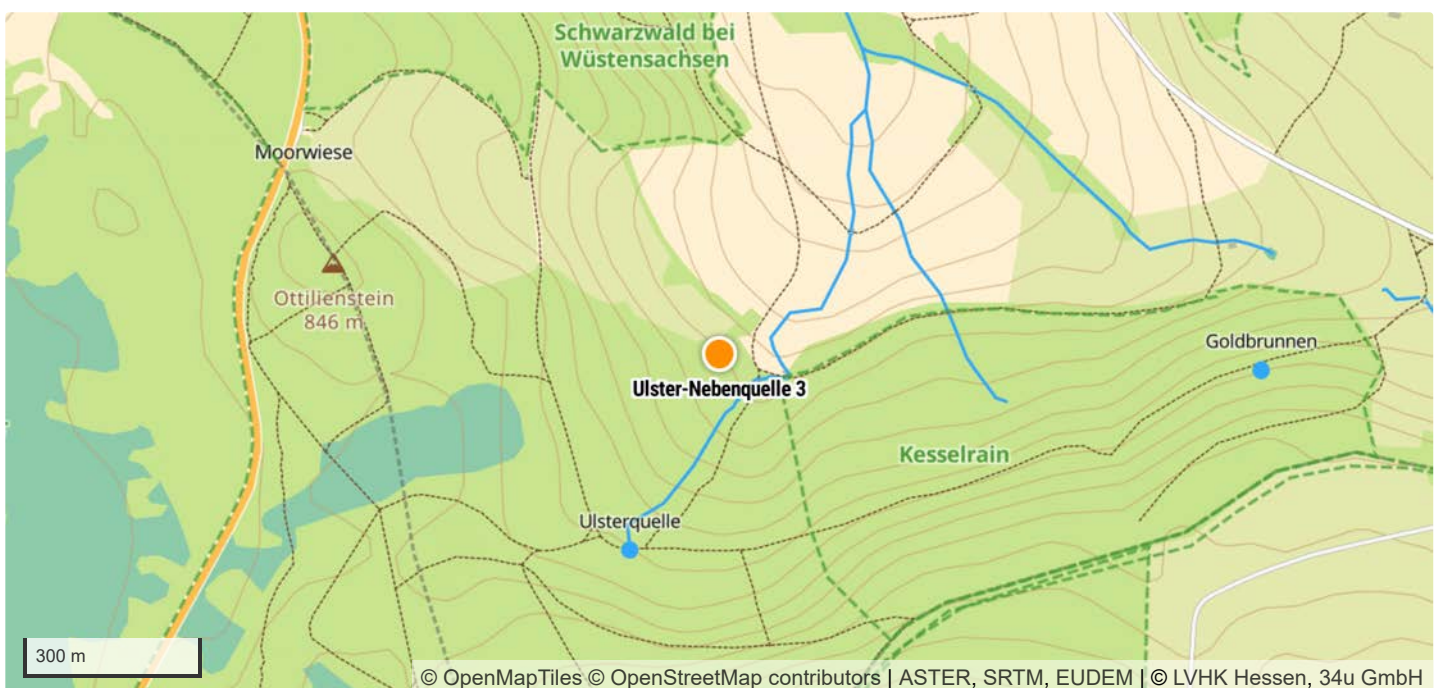 Schwarzwald bei
Wüstensachsen
Moorwiese
Ottilienstein
846 m
Goldbrunnen
Ulster-Nebenquelle 3
Kesselrain
Ulsterquelle
300 m
© OpenMapTiles © OpenStreetMap contributors | ASTER, SRTM, EUDEM | © LVHK Hessen, 34u GmbH